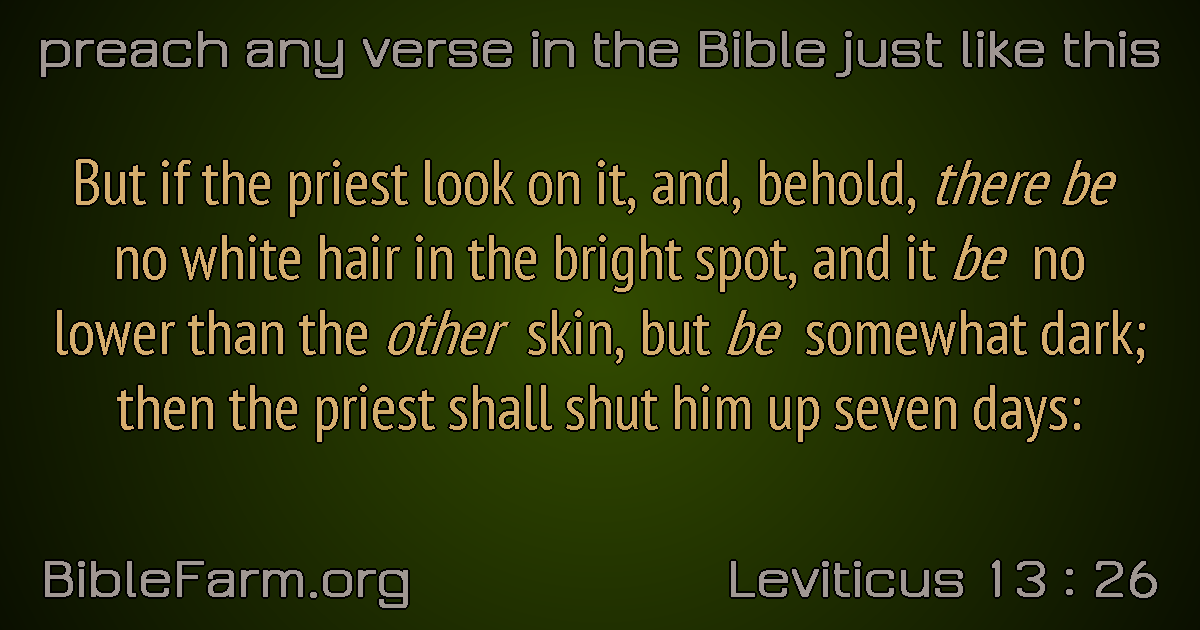 preach any verse in the Bible just like this
But if the priest look on it, and, behold, there be
no white hair in the bright spot, and it be no
lower than the other skin, but be somewhat dark;
then the priest shall shut him up seven days:
BibleFarm.org
Leviticus 13 : 26